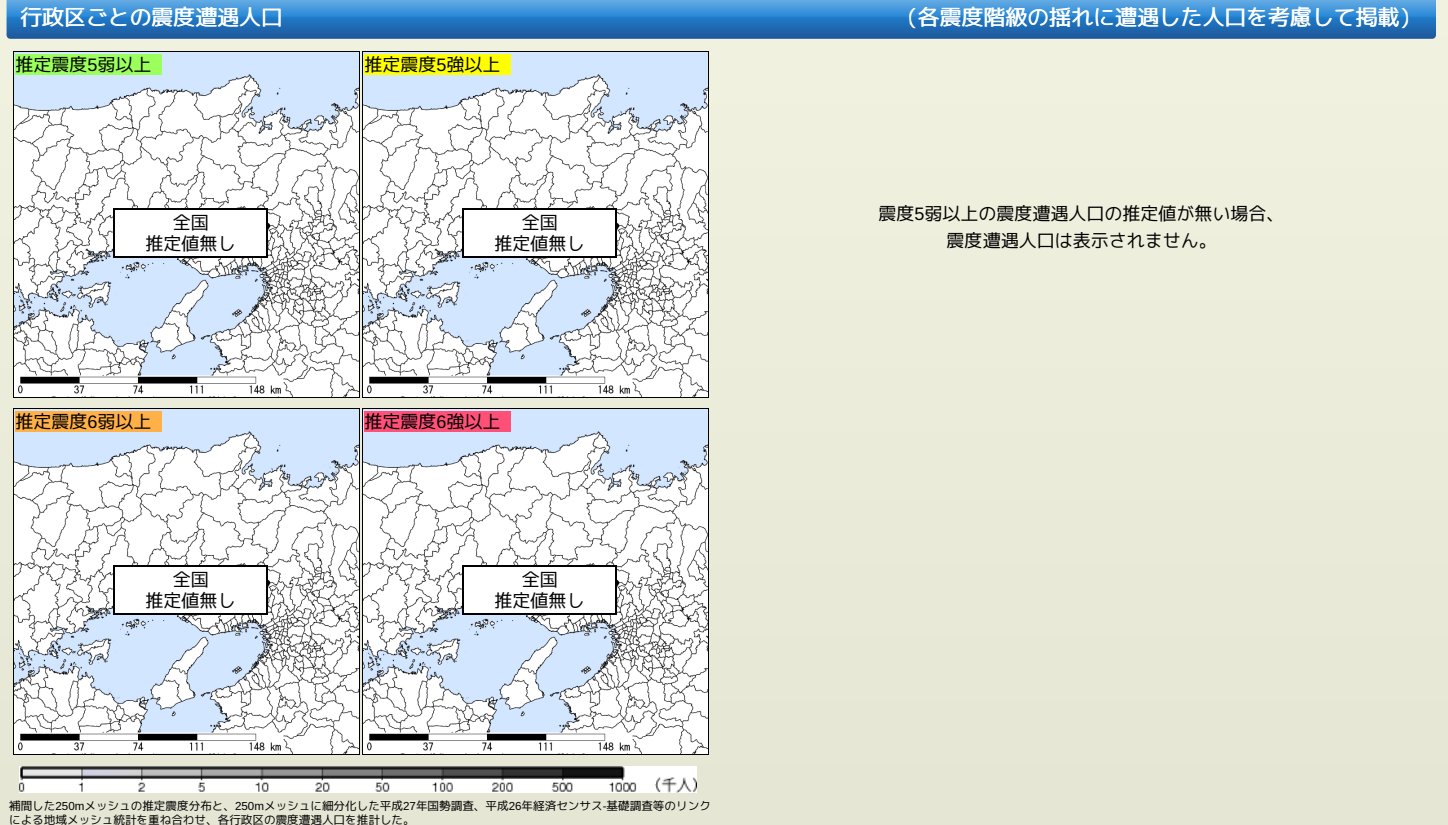 行政区ごとの震度遭遇人口
（各震度階級の揺れに遭遇した人口を考慮して掲載）
推定震度5弱以上
全国
推定値無し
0 37 74 111 148 km
推定震度5強以上
全国
推定値無し
0 37 74 111 148 km
震度5弱以上の震度遭遇人口の推定値が無い場合、
震度遭遇人口は表示されません。
推定震度6弱以上
全国
推定値無し
0 37 74 111 148 km
推定震度6強以上
全国
推定値無し
0 37 74 111 148 km
0 1 2 5 10 20 50 100 200 500 1000 （千人）
補間した250mメッシュの推定震度分布と、250mメッシュに細分化した平成27年国勢調査、平成26年経済センサス-基礎調査等のリンク
による地域メッシュ統計を重ね合わせ、各行政区の震度遭遇人口を推計した。